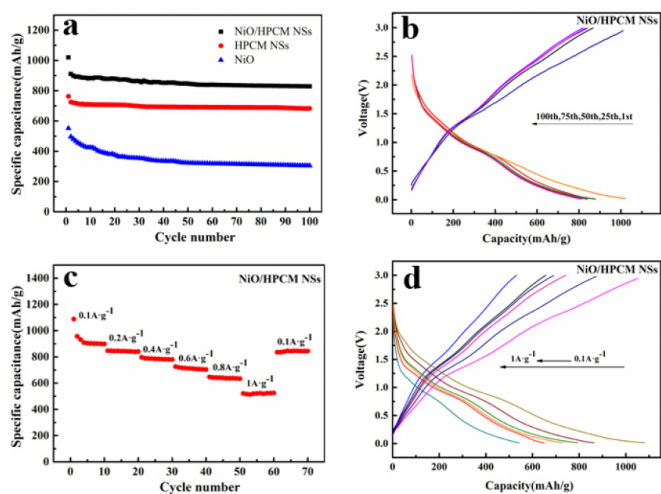 a
NiO/HPCM NSs
HPCM NSs
NiO
Specific capacitance(mAh/g)
1200
1000
800
600
400
200
0
0 10 20 30 40 50 60 70 80 90 100
Cycle number
b
NiO/HPCM NSs
Voltage(V)
3.0
2.5
2.0
1.5
1.0
0.5
0.0
100th,75th,50th,25th,1st
0 200 400 600 800 1000
Capacity(mAh/g)
c
NiO/HPCM NSs
Specific capacitance(mAh/g)
1400
1200
1000
800
600
400
200
0
0.1A·g⁻¹
0.2A·g⁻¹
0.4A·g⁻¹
0.6A·g⁻¹
0.8A·g⁻¹
1A·g⁻¹
0.1A·g⁻¹
0 10 20 30 40 50 60 70
Cycle number
NiO/HPCM NSs
d
Voltage(V)
3.0
2.5
2.0
1.5
1.0
0.5
0.0
1A·g⁻¹ 0.1A·g⁻¹
0 200 400 600 800 1000
Capacity(mAh/g)